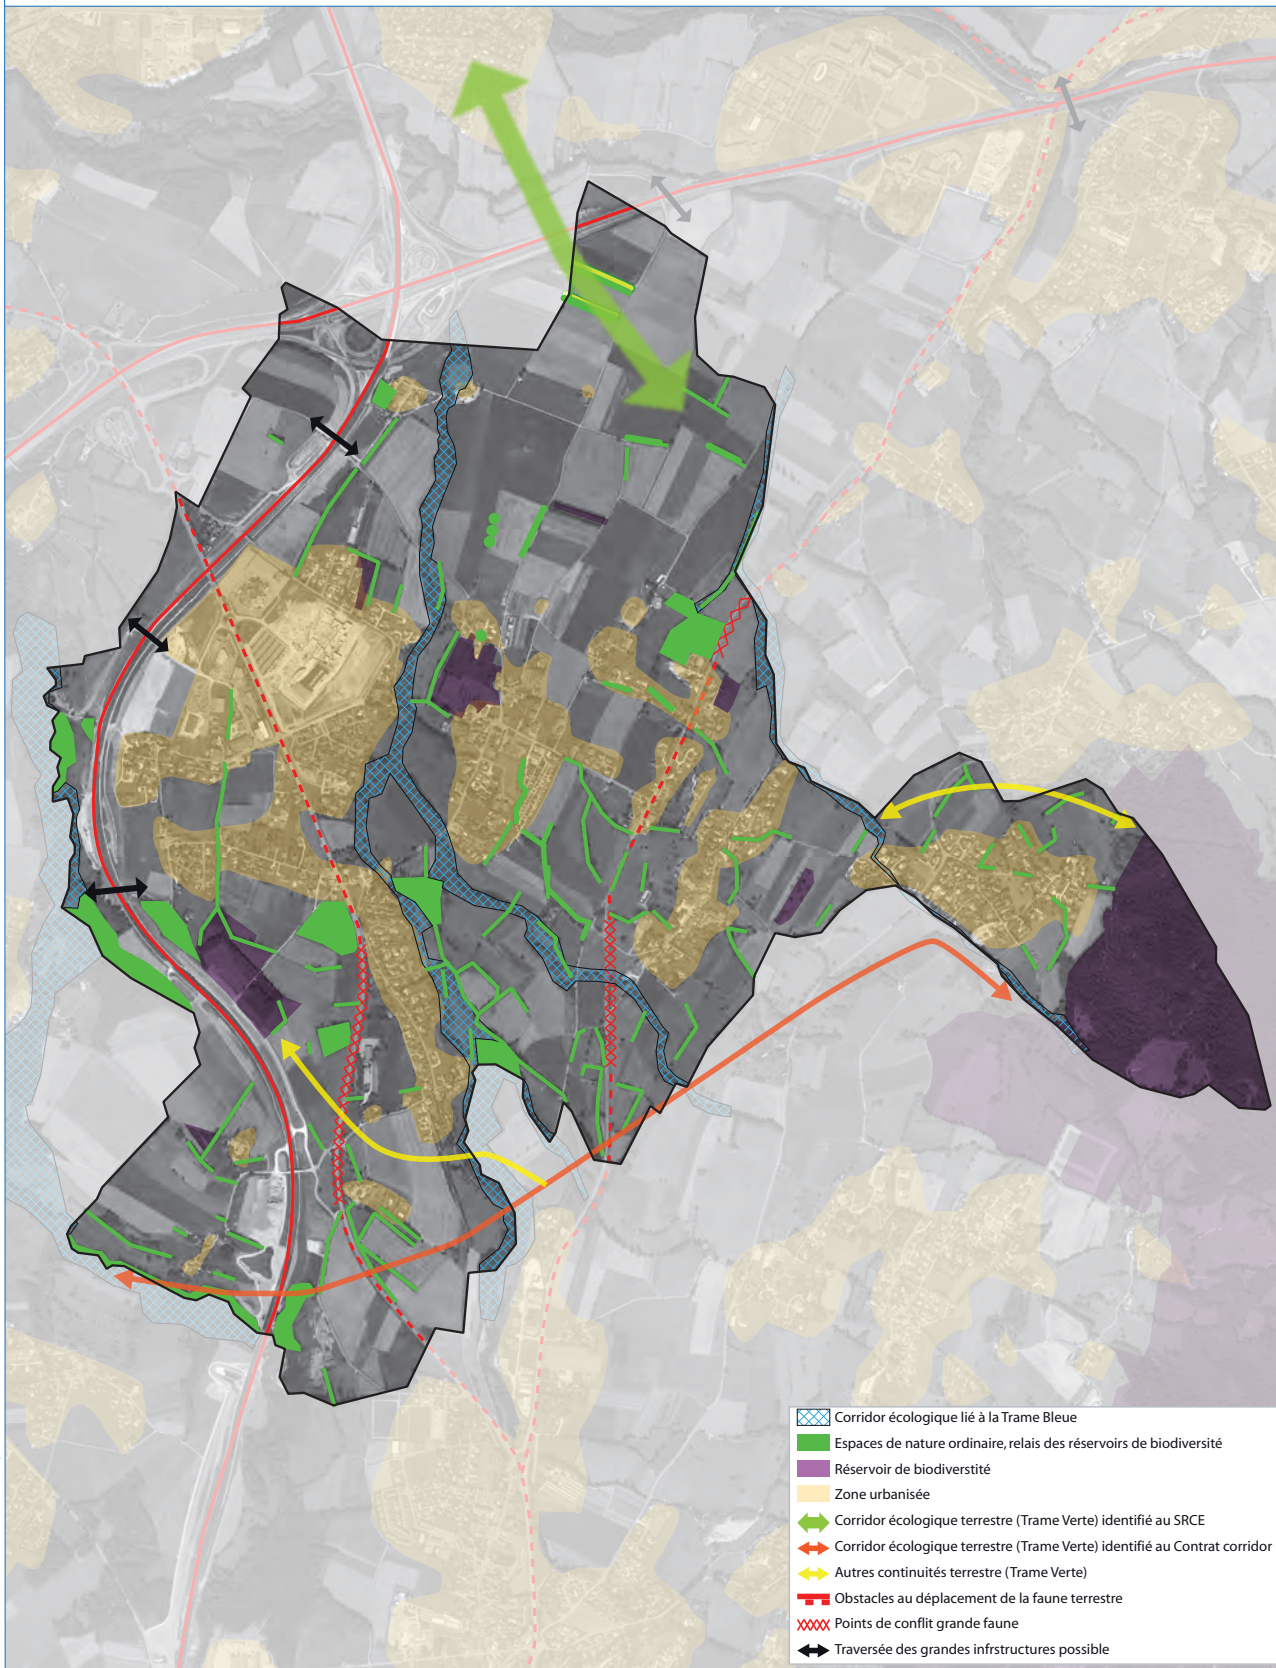 Corridor écologique lié à la Trame Bleue
Espaces de nature ordinaire, relais des réservoirs de biodiversité
Réservoir de biodiverstité
Zone urbanisée
Corridor écologique terrestre (Trame Verte) identifié au SRCE
Corridor écologique terrestre (Trame Verte) identifié au Contrat corridor
Autres continuités terrestre (Trame Verte)
Obstacles au déplacement de la faune terrestre
Points de conflit grande faune
Traversée des grandes infrstructures possible